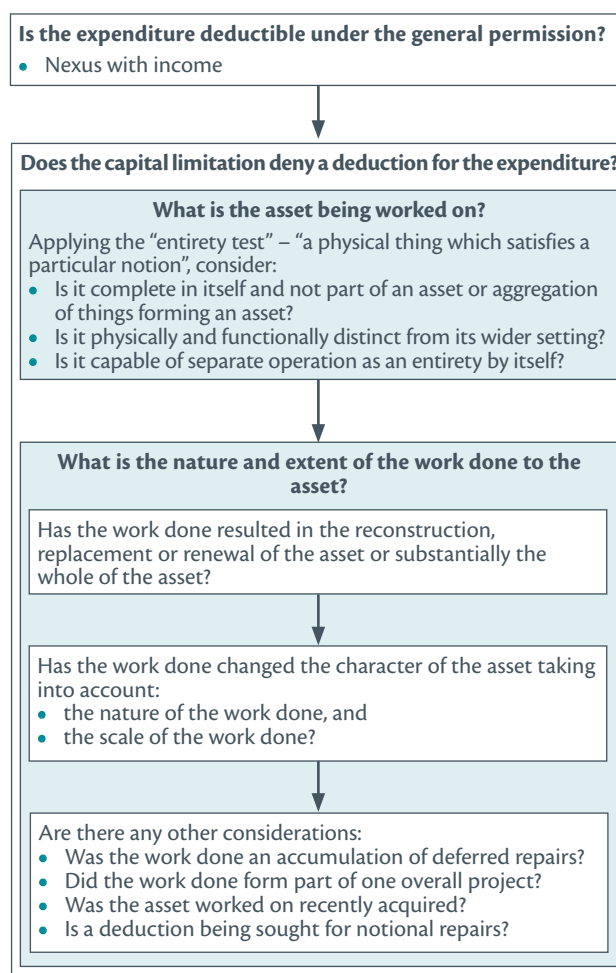 Is the expenditure deductible under the general permission?
• Nexus with income
Does the capital limitation deny a deduction for the expenditure?
What is the asset being worked on?
Applying the “entirety test” – “a physical thing which satisfies a
particular notion”, consider:
• Is it complete in itself and not part of an asset or aggregation
of things forming an asset?
• Is it physically and functionally distinct from its wider setting?
• Is it capable of separate operation as an entirety by itself?
What is the nature and extent of the work done to the
asset?
Has the work done resulted in the reconstruction,
replacement or renewal of the asset or substantially the
whole of the asset?
Has the work done changed the character of the asset taking
into account:
• the nature of the work done, and
• the scale of the work done?
Are there any other considerations:
• Was the work done an accumulation of deferred repairs?
• Did the work done form part of one overall project?
• Was the asset worked on recently acquired?
• Is a deduction being sought for notional repairs?